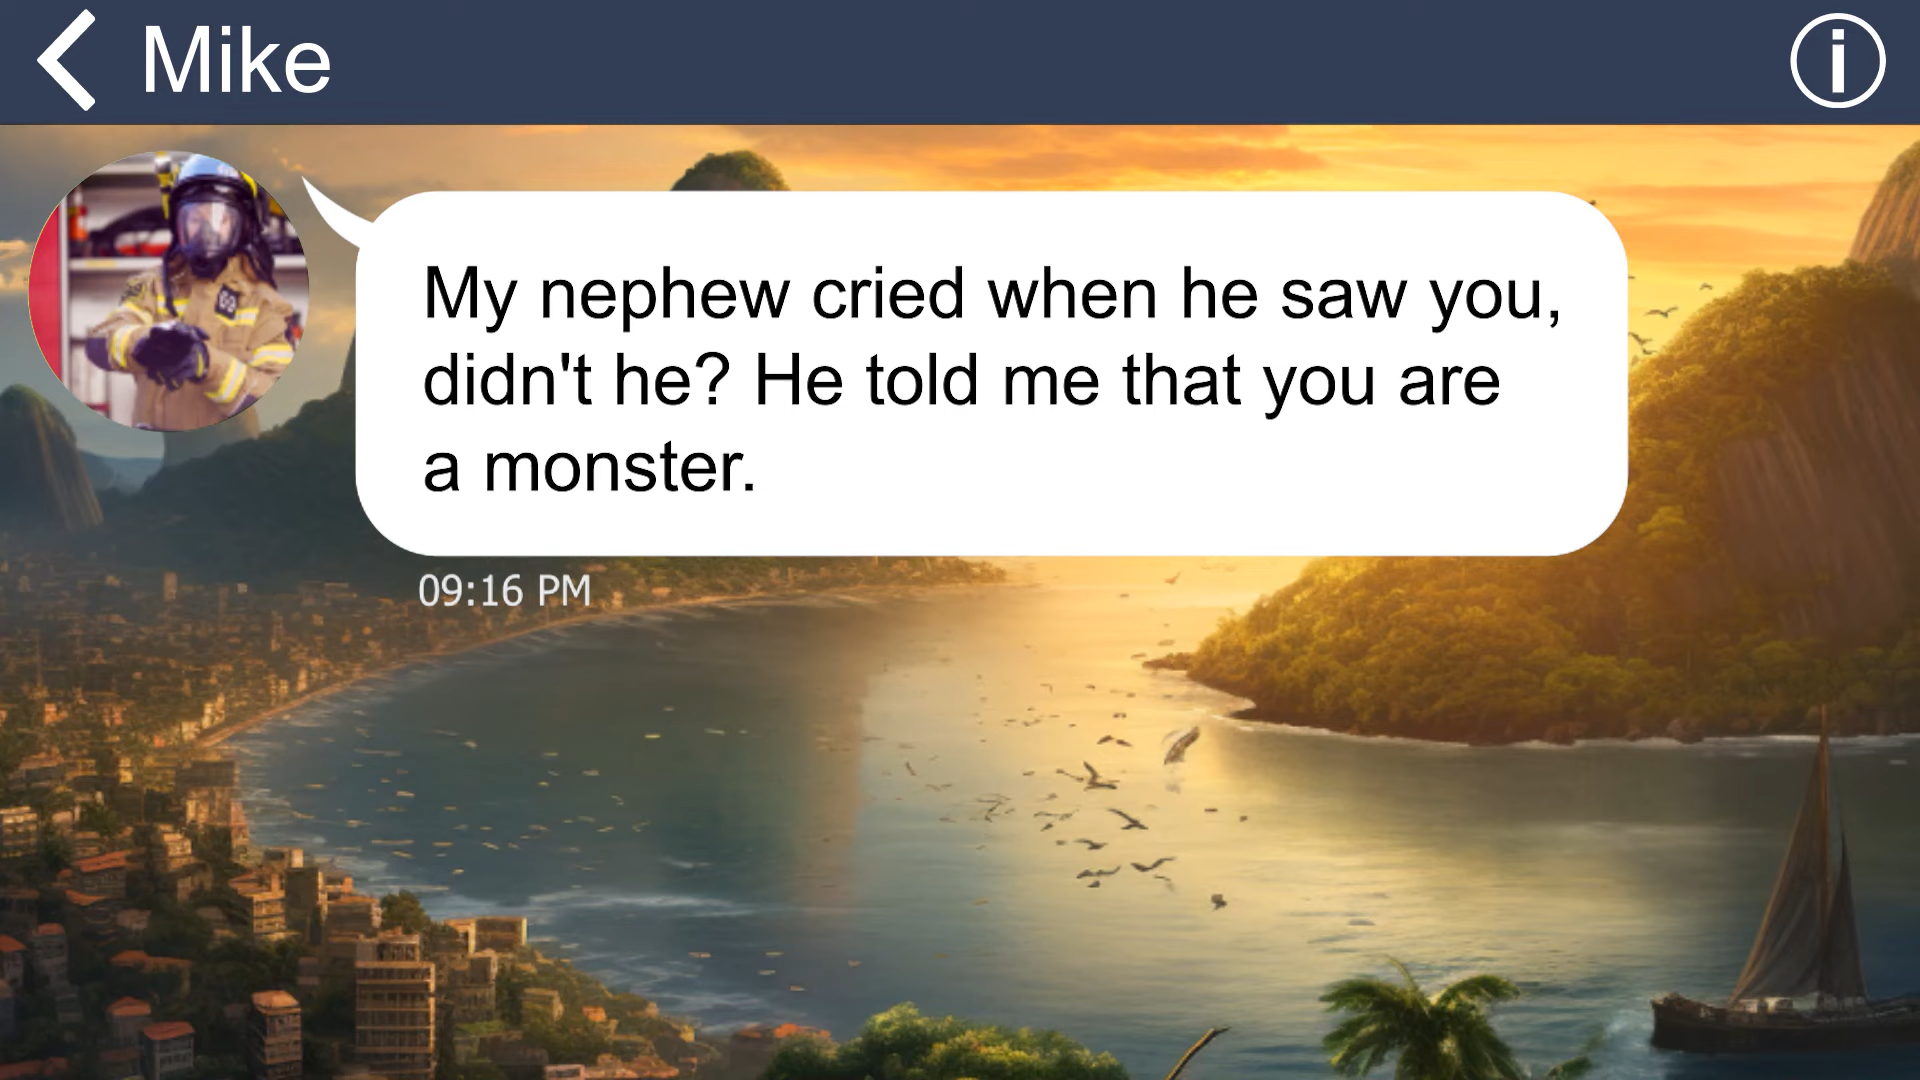 Mike
My nephew cried when he saw you,
didn't he? He told me that you are
a monster.
09:16 PM